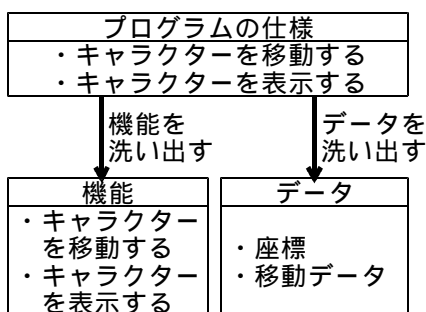 プログラムの仕様
・キャラクターを移動する
・キャラクターを表示する
機能を
洗い出す
データを
洗い出す
機能
・キャラクター
を移動する
・キャラクター
を表示する
データ
・座標
・移動データ